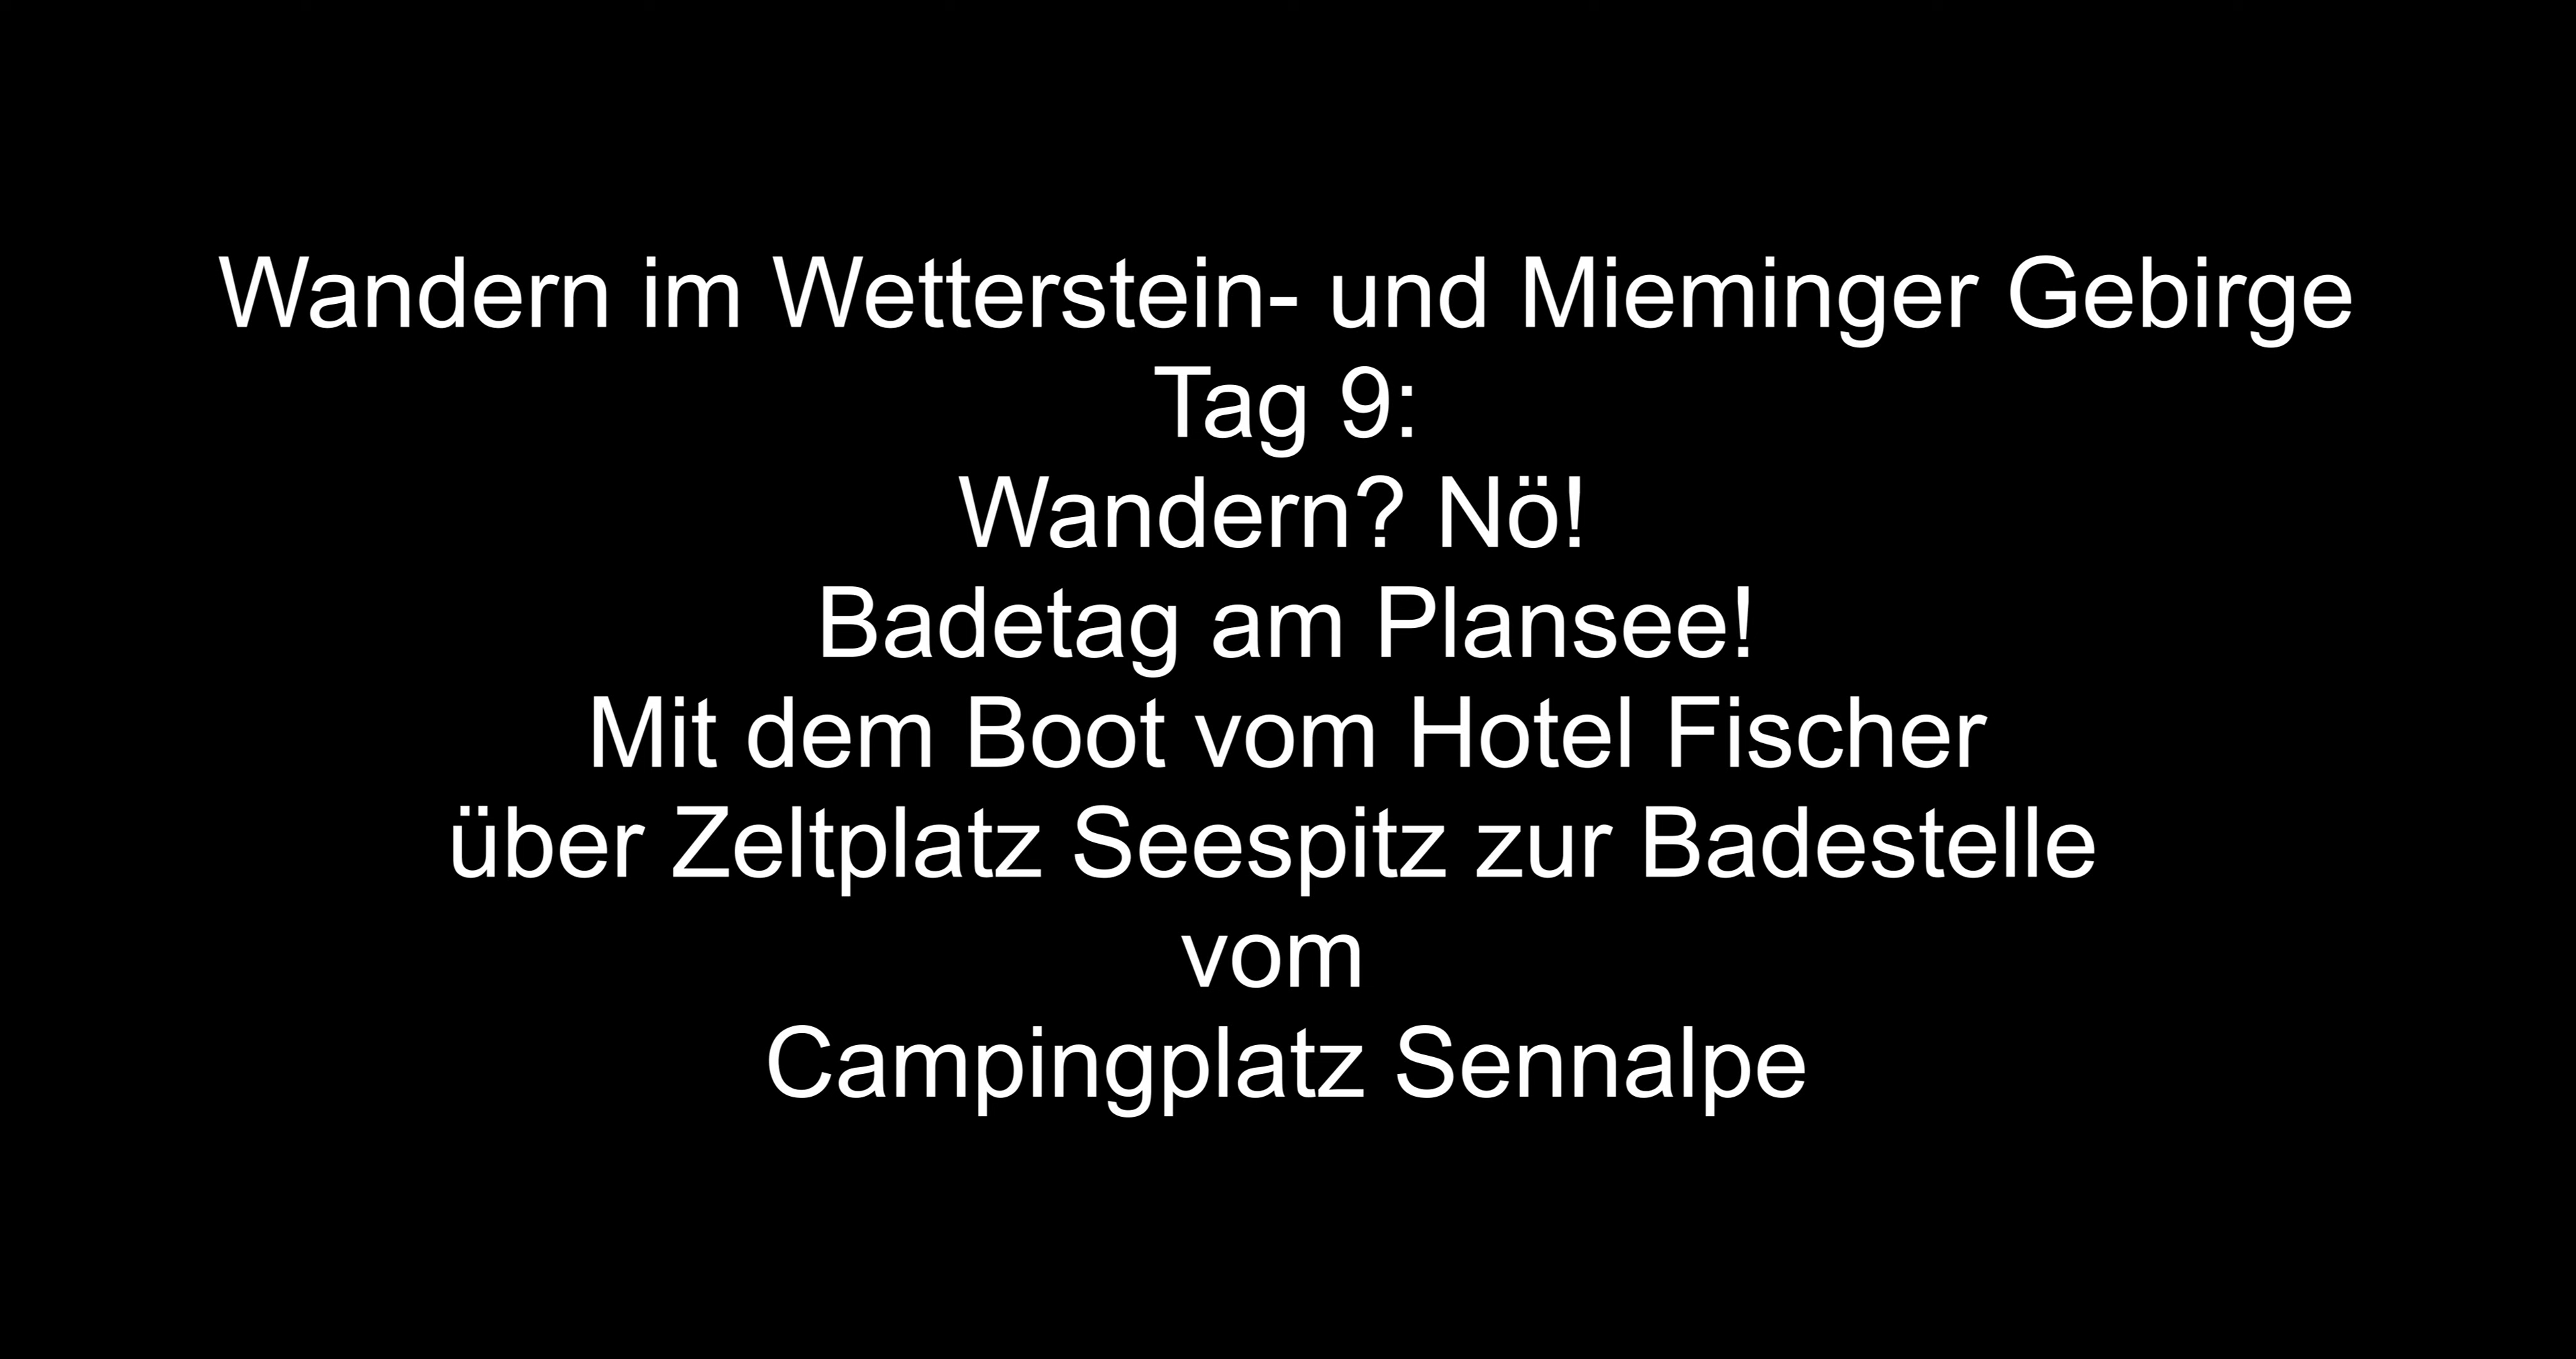 Wandern im Wetterstein- und Mieminger Gebirge
Tag 9:
Wandern? Nö!
Badetag am Plansee!
Mit dem Boot vom Hotel Fischer
über Zeltplatz Seespitz zur Badestelle
vom
Campingplatz Sennalpe